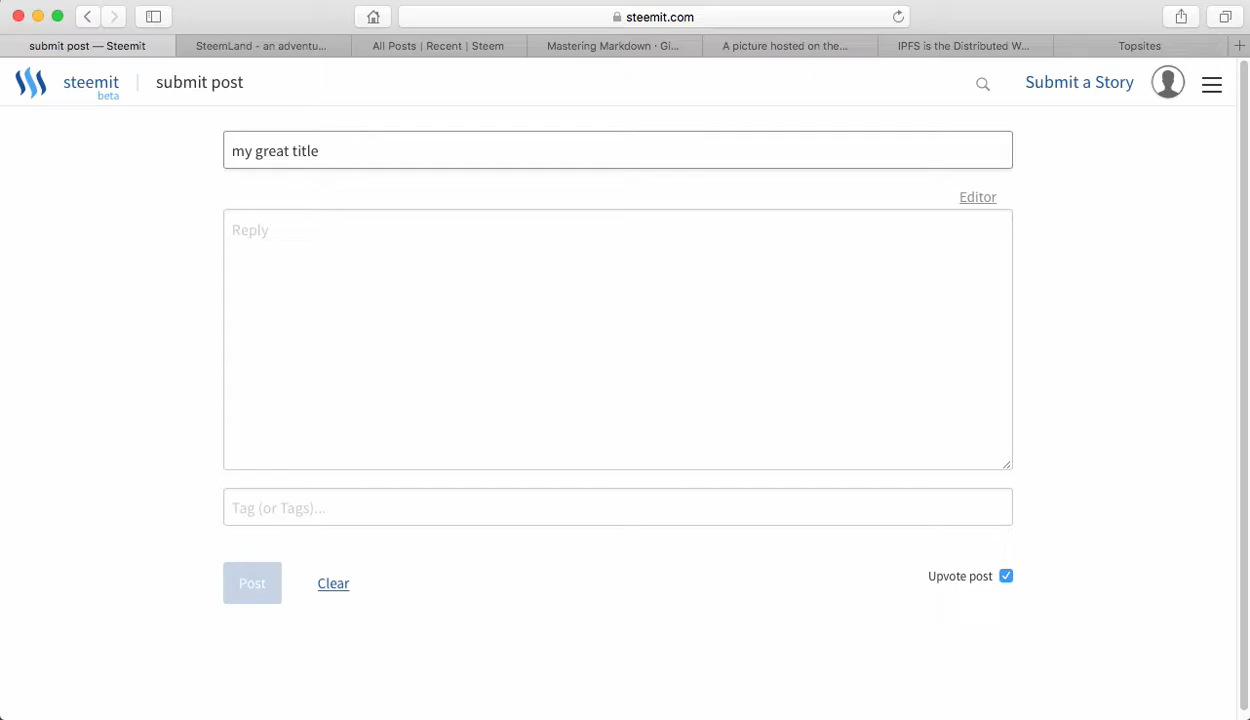 steemit.com
submit post — Steemit
SteemLand - an adventu...
All Posts | Recent | Steem
Mastering Markdown · Gi...
A picture hosted on the...
IPFS is the Distributed W...
Topsites
steemit
beta
submit post
Submit a Story
my great title
Editor
Reply
Tag (or Tags)...
Post
Clear
Upvote post